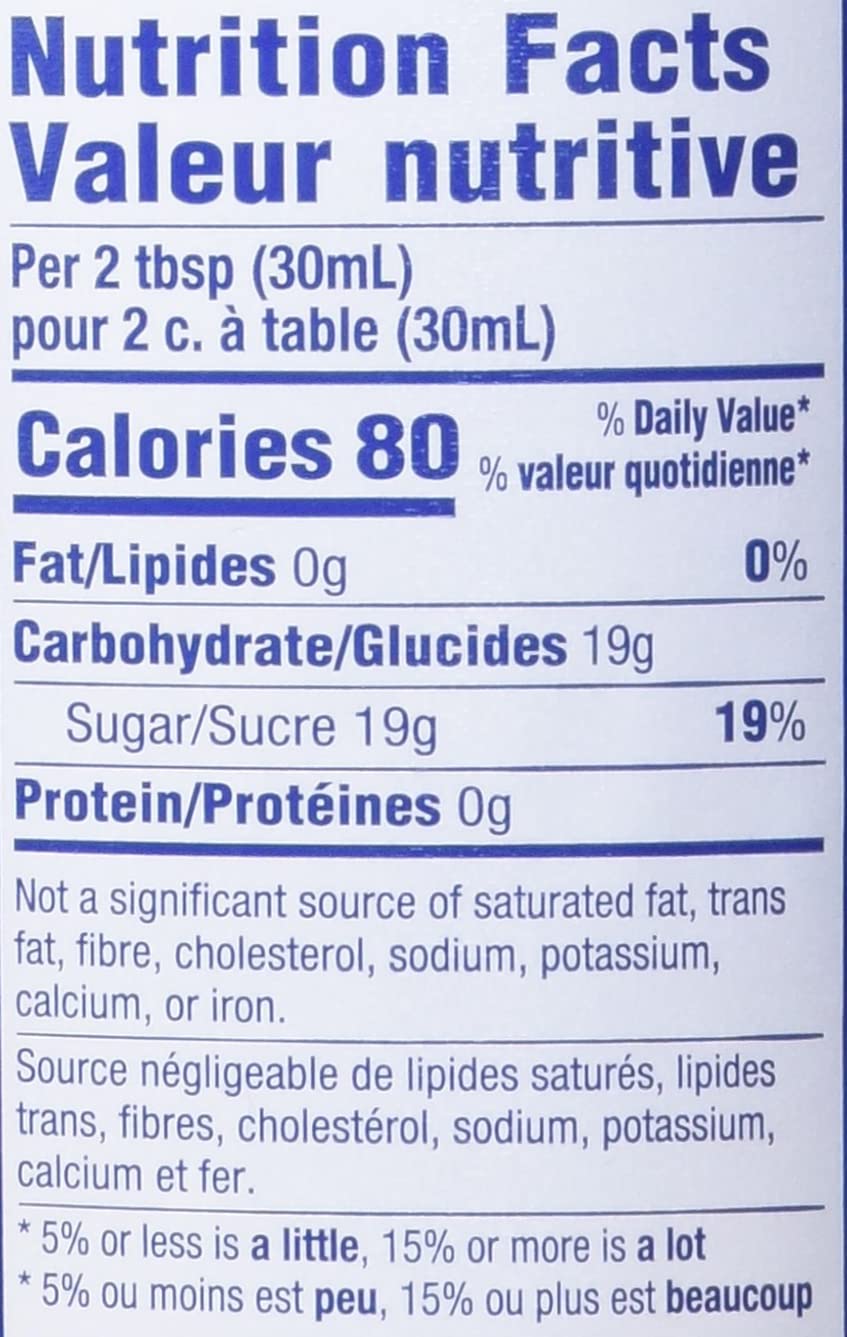 Nutrition Facts
Valeur nutritive
Per 2 tbsp (30mL)
pour 2 c. à table (30mL)
Calories 80
% Daily Value*
% valeur quotidienne*
Fat/Lipides 0g 0%
Carbohydrate/Glucides 19g
Sugar/Sucre 19g 19%
Protein/Protéines 0g
Not a significant source of saturated fat, trans
fat, fibre, cholesterol, sodium, potassium,
calcium, or iron.
Source négligeable de lipides saturés, lipides
trans, fibres, cholestérol, sodium, potassium,
calcium et fer.
* 5% or less is a little, 15% or more is a lot
* 5% ou moins est peu, 15% ou plus est beaucoup